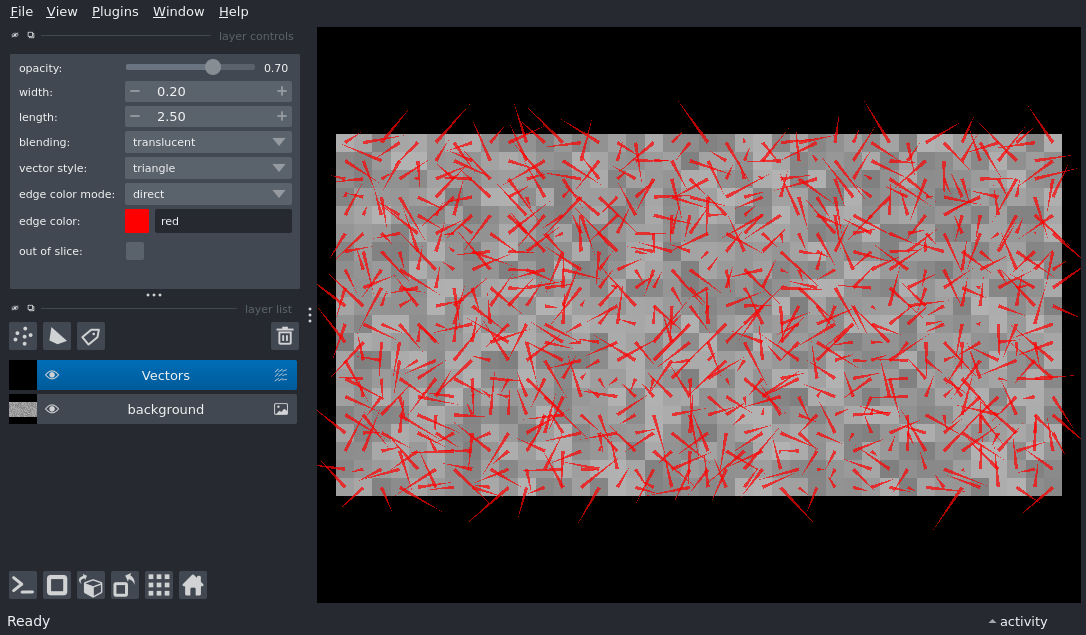 File View Plugins Window Help
layer controls
opacity: 0.70
width: − 0.20 +
length: − 2.50 +
blending: translucent
vector style: triangle
edge color mode: direct
edge color: red
out of slice:
layer list
Vectors
background
Ready
activity